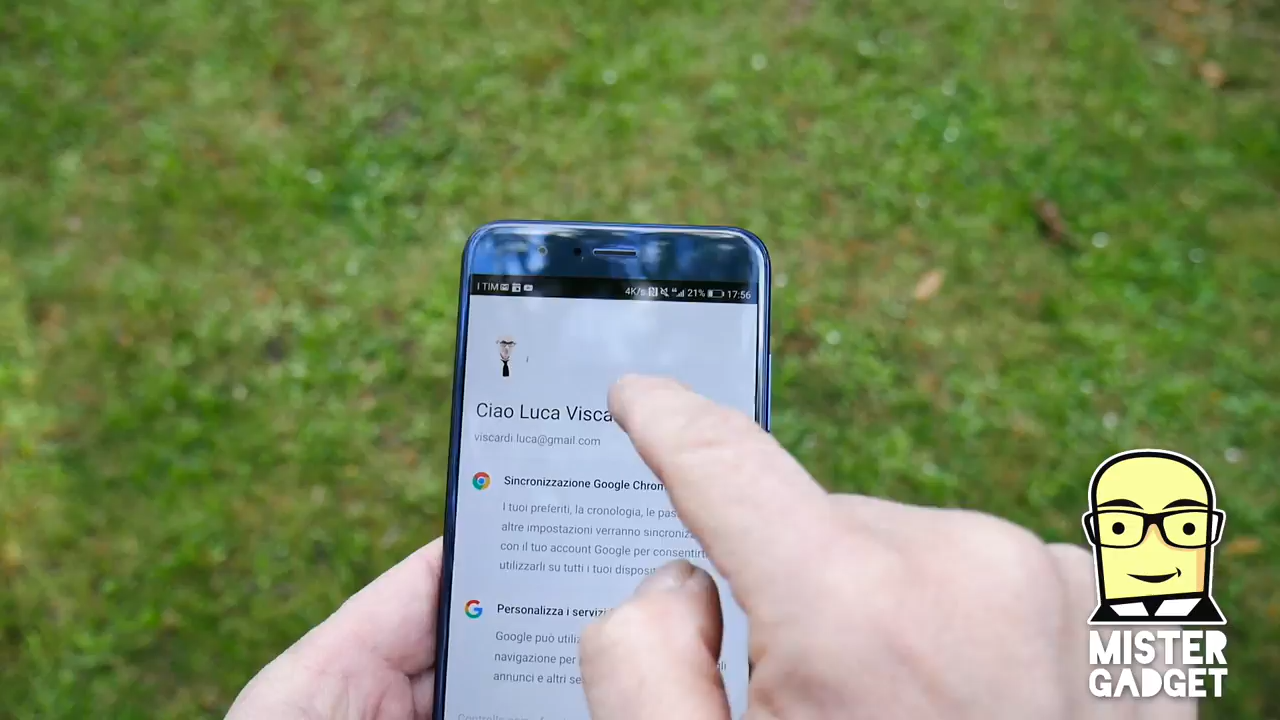 I TIM 4K/s 21% 17:56
Ciao Luca Visca
viscardi luca@gmail com
Sincronizzazione Google Chrom
I tuoi preferiti, la cronologia, le pas
altre impostazioni verranno sincroniz
con il tuo account Google per consentirt
utilizzarli su tutti i tuoi disposit
Personalizza i servizi
Google può utiliz
navigazione per
annunci e altri se
MISTER
GADGET